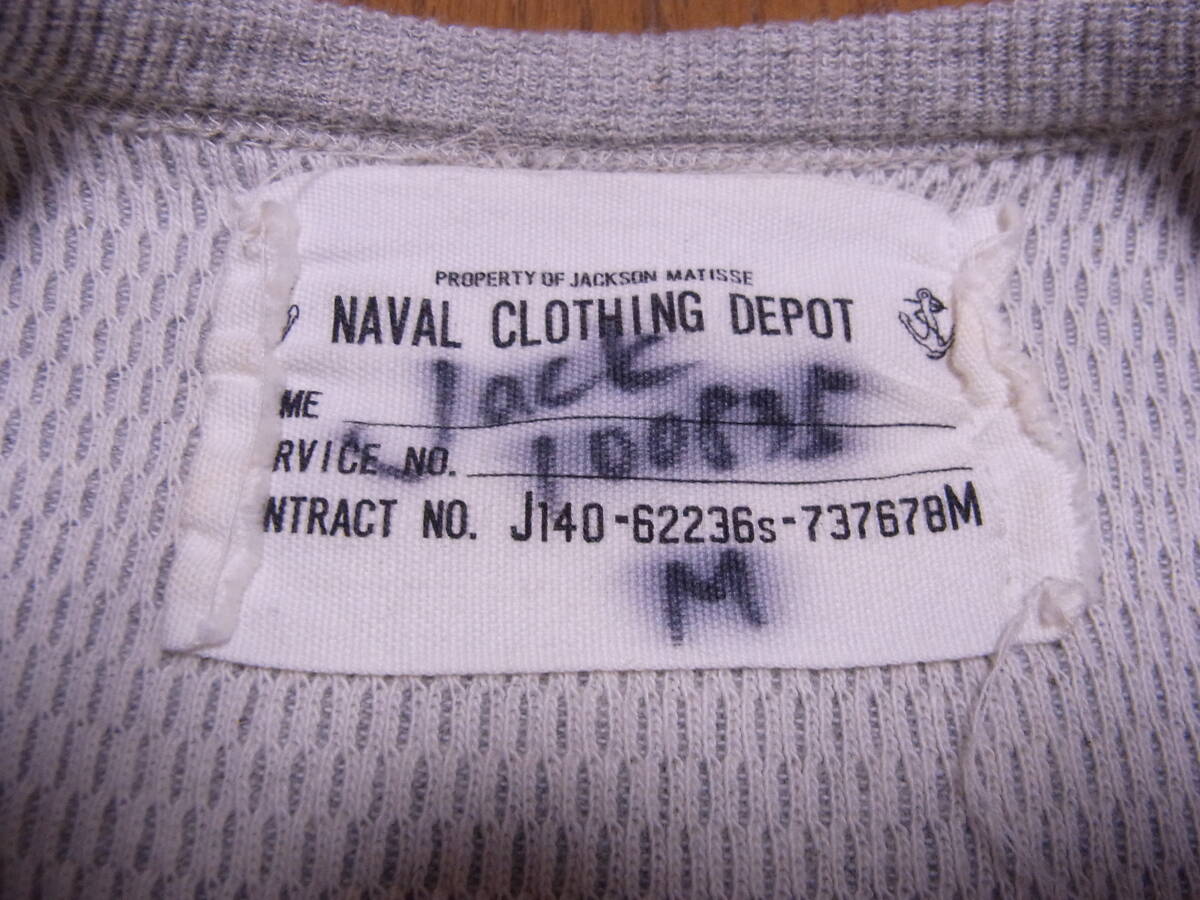 PROPERTY OF JACKSON MATISSE
NAVAL CLOTHING DEPOT
ME Jack
RVICE NO.
NTRACT NO. J140-62236s-737678M
M